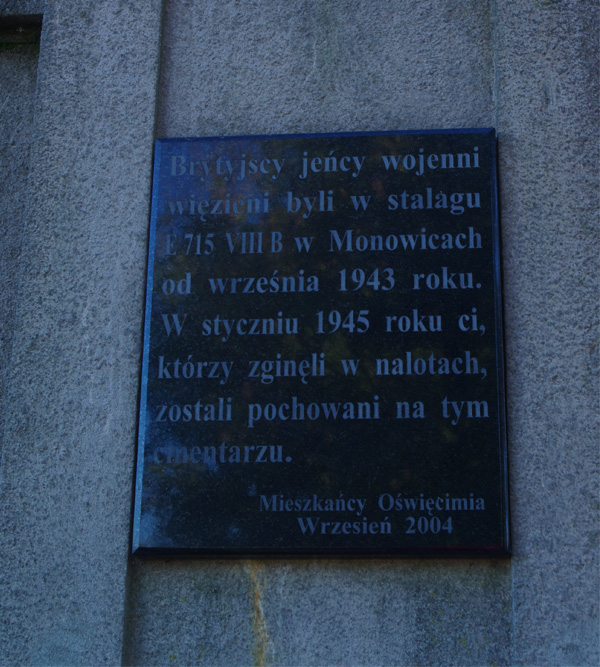 Brytyjscy jeńcy wojenni
więzieni byli w stalagu
E 715 VIII B w Monowicach
od września 1943 roku.
W styczniu 1945 roku ci,
którzy zginęli w nalotach,
zostali pochowani na tym
cmentarzu.
Mieszkańcy Oświęcimia
Wrzesień 2004